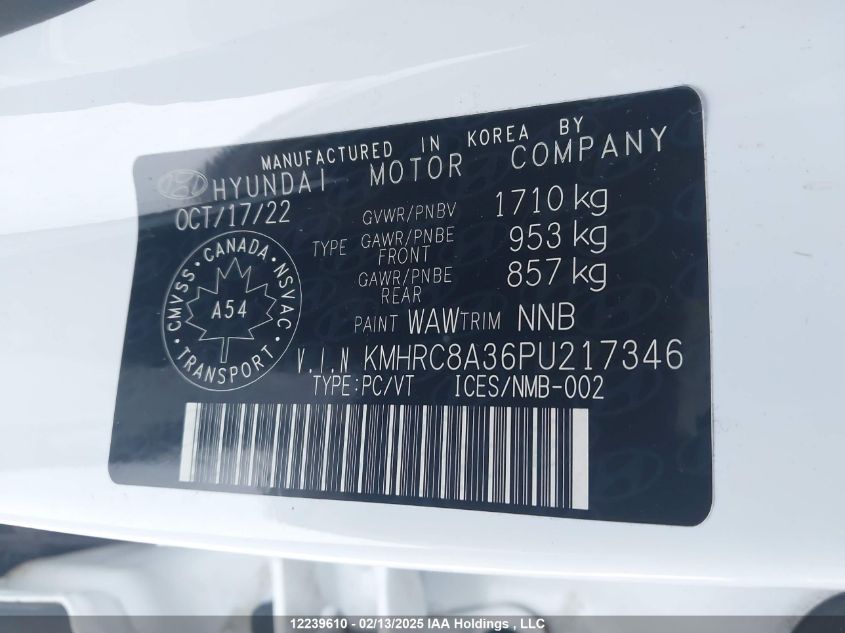 MANUFACTURED IN KOREA BY
HYUNDAI MOTOR COMPANY
OCT/17/22
GVWR/PNBV 1710 kg
TYPE GAWR/PNBE FRONT 953 kg
GAWR/PNBE REAR 857 kg
PAINT WAW TRIM NNB
CMVSS • CANADA • NSVAC
A54
• TRANSPORT •
V.I.N KMHRC8A36PU217346
TYPE:PC/VT ICES/NMB-002
12239610 - 02/13/2025 IAA Holdings, LLC